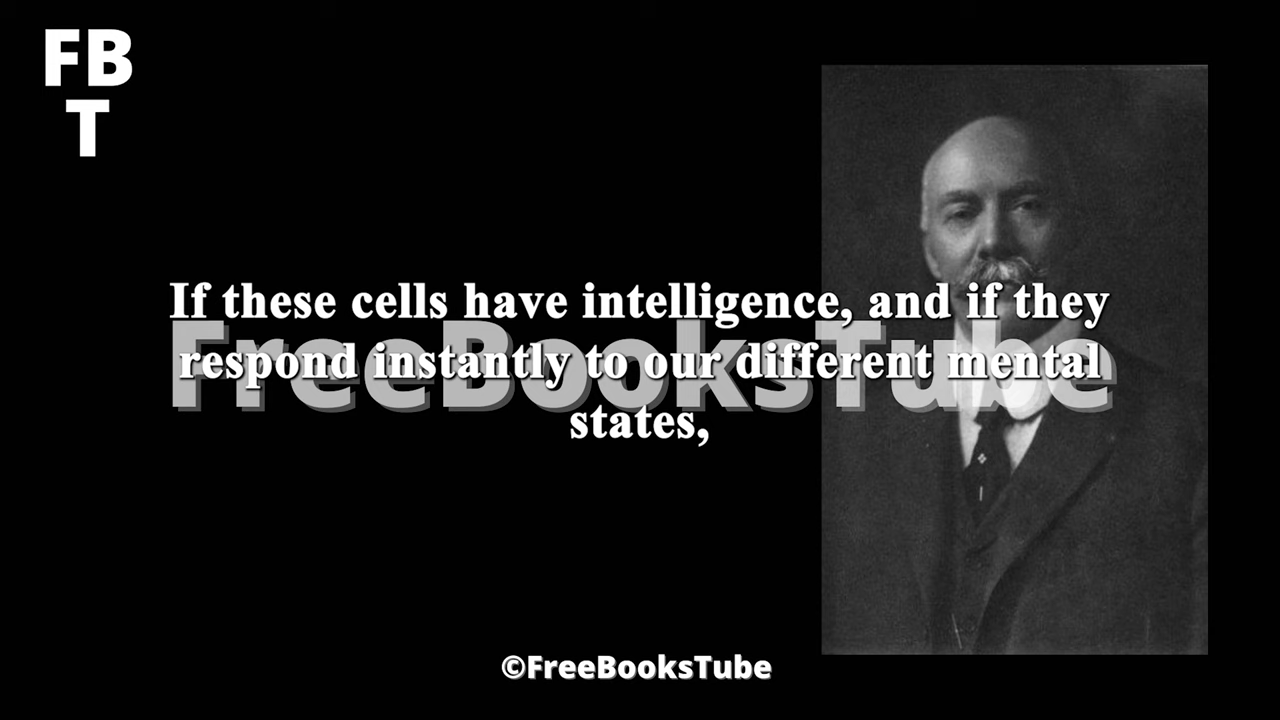 FB
T
If these cells have intelligence, and if they
respond instantly to our different mental
states,
FreeBooksTube
©FreeBooksTube